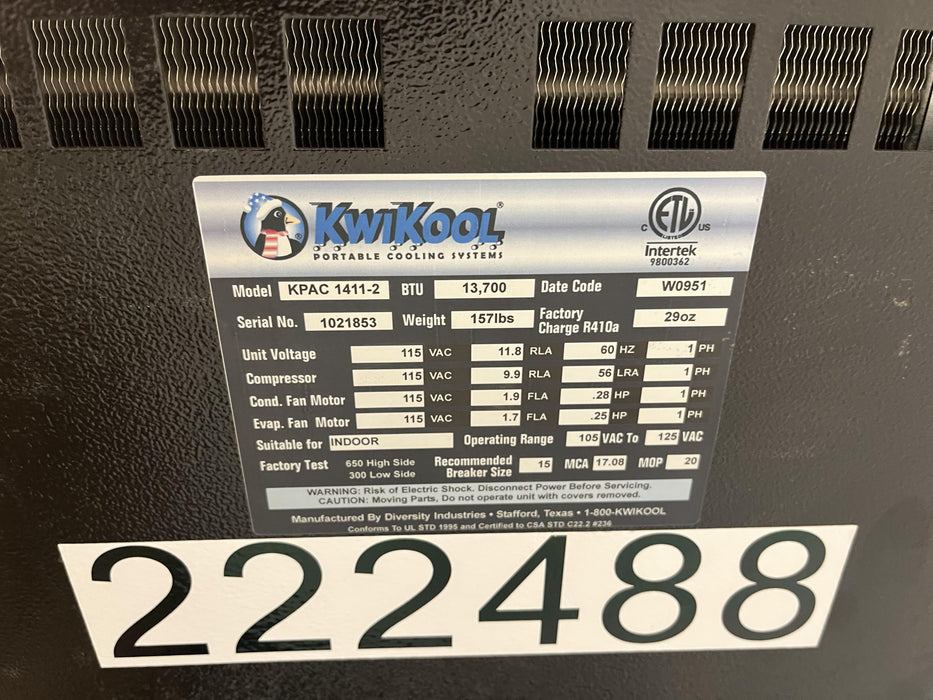 KWIKOOL®
PORTABLE COOLING SYSTEMS
ETL
LISTED
C US
Intertek
9800362
Model KPAC 1411-2 BTU 13,700 Date Code W0951
Serial No. 1021853 Weight 157lbs Factory Charge R410a 29oz
Unit Voltage 115 VAC 11.8 RLA 60 HZ 1 PH
Compressor 115 VAC 9.9 RLA 56 LRA 1 PH
Cond. Fan Motor 115 VAC 1.9 FLA .28 HP 1 PH
Evap. Fan Motor 115 VAC 1.7 FLA .25 HP 1 PH
Suitable for INDOOR Operating Range 105 VAC To 125 VAC
Factory Test 650 High Side 300 Low Side Recommended Breaker Size 15 MCA 17.08 MOP 20
WARNING: Risk of Electric Shock. Disconnect Power Before Servicing.
CAUTION: Moving Parts, Do not operate unit with covers removed.
Manufactured By Diversity Industries • Stafford, Texas • 1-800-KWIKOOL
Conforms To UL STD 1995 and Certified to CSA STD C22.2 #236
222488